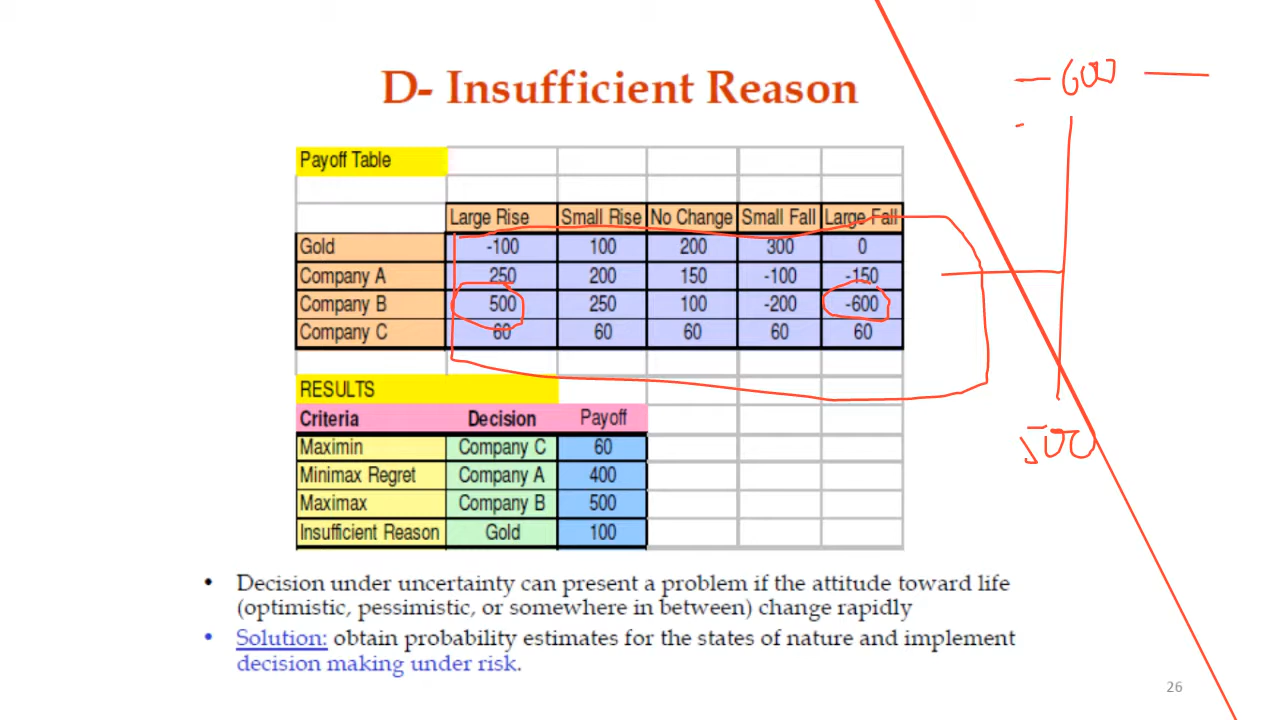 D- Insufficient Reason
600
Payoff Table
Large Rise Small Rise No Change Small Fall Large Fall
Gold -100 100 200 300 0
Company A 250 200 150 -100 -150
Company B 500 250 100 -200 -600
Company C 60 60 60 60 60
RESULTS
Criteria Decision Payoff
500
Maximin Company C 60
Minimax Regret Company A 400
Maximax Company B 500
Insufficient Reason Gold 100
• Decision under uncertainty can present a problem if the attitude toward life
(optimistic, pessimistic, or somewhere in between) change rapidly
• Solution: obtain probability estimates for the states of nature and implement
decision making under risk.
26